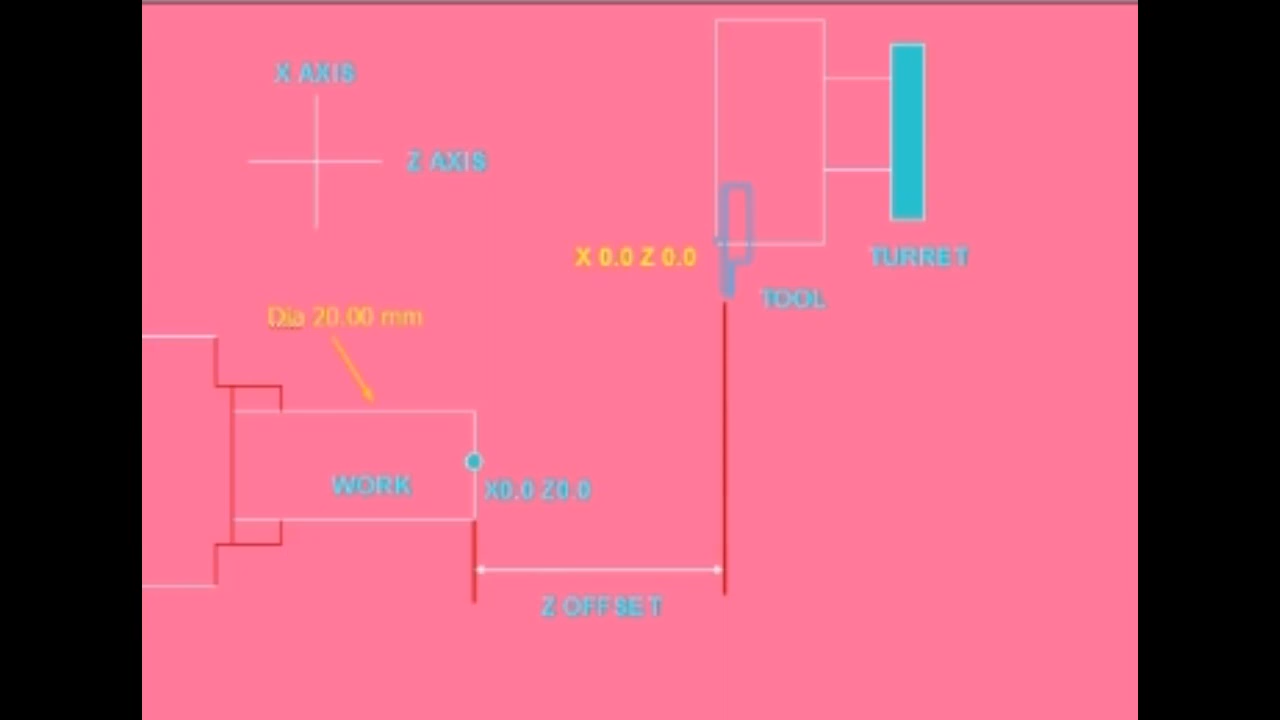 X AXIS
Z AXIS
X 0.0 Z 0.0
TURRET
TOOL
Dia 20.00 mm
WORK
X0.0 Z0.0
Z OFFSET